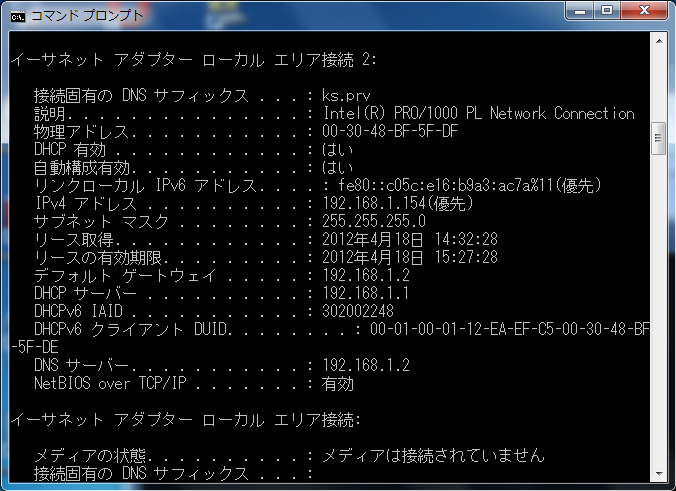 コマンド プロンプト
イーサネット アダプター ローカル エリア接続 2:
接続固有の DNS サフィックス . . . : ks.prv
説明. . . . . . . . . . . . . . . : Intel(R) PRO/1000 PL Network Connection
物理アドレス. . . . . . . . . . . : 00-30-48-BF-5F-DF
DHCP 有効 . . . . . . . . . . . . : はい
自動構成有効. . . . . . . . . . . : はい
リンクローカル IPv6 アドレス. . . . : fe80::c05c:e16:b9a3:ac7a%11(優先)
IPv4 アドレス . . . . . . . . . . : 192.168.1.154(優先)
サブネット マスク . . . . . . . . : 255.255.255.0
リース取得. . . . . . . . . . . . : 2012年4月18日 14:32:28
リースの有効期限. . . . . . . . . : 2012年4月18日 15:27:28
デフォルト ゲートウェイ . . . . . : 192.168.1.2
DHCP サーバー . . . . . . . . . . : 192.168.1.1
DHCPv6 IAID . . . . . . . . . . . : 302002248
DHCPv6 クライアント DUID. . . . . . . . : 00-01-00-01-12-EA-EF-C5-00-30-48-BF
-5F-DE
DNS サーバー. . . . . . . . . . . : 192.168.1.2
NetBIOS over TCP/IP . . . . . . . : 有効
イーサネット アダプター ローカル エリア接続:
メディアの状態. . . . . . . . . . : メディアは接続されていません
接続固有の DNS サフィックス . . . :